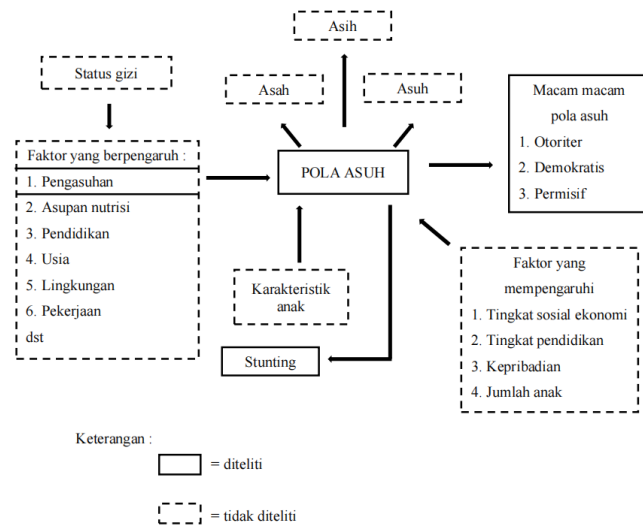 Asih
Status gizi
Asah
Asuh
Macam macam
pola asuh
1. Otoriter
2. Demokratis
3. Permisif
Faktor yang berpengaruh :
1. Pengasuhan
2. Asupan nutrisi
3. Pendidikan
4. Usia
5. Lingkungan
6. Pekerjaan
dst
POLA ASUH
Karakteristik
anak
Faktor yang
mempengaruhi
1. Tingkat sosial ekonomi
2. Tingkat pendidikan
3. Kepribadian
4. Jumlah anak
Stunting
Keterangan :
= diteliti
= tidak diteliti